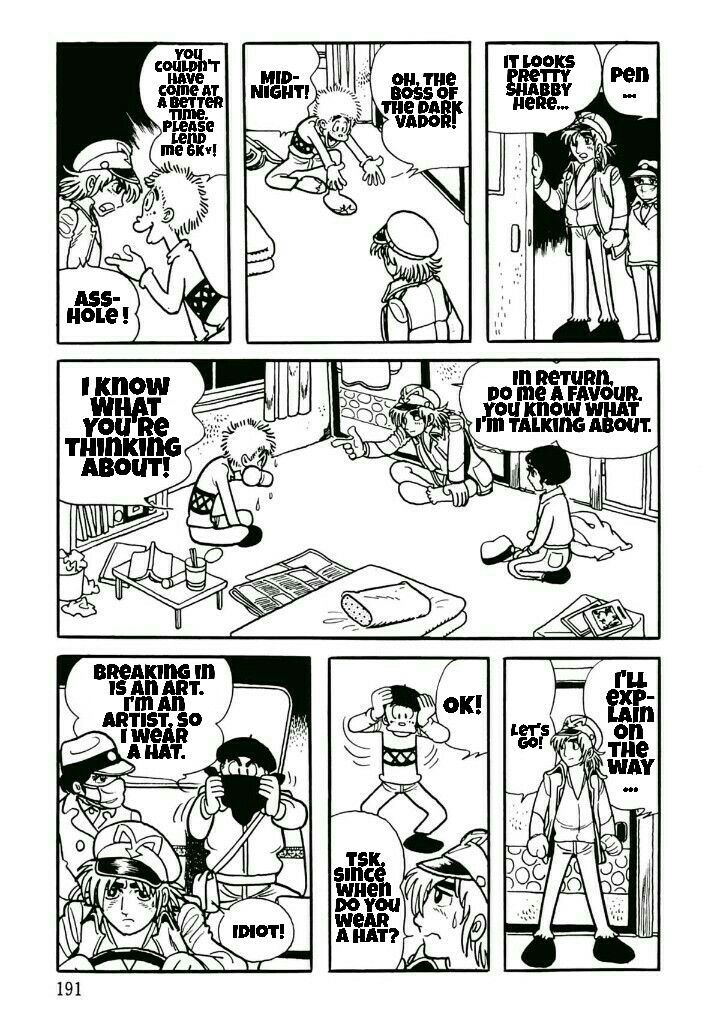 PEN
...
IT LOOKS
PRETTY
SHABBY
HERE...
OH, THE
BOSS OF
THE DARK
VADOR!
MID-
NIGHT!
YOU
COULDN'T
HAVE
COME AT
A BETTER
TIME.
PLEASE
LEND
ME 6K¥!
ASS-
HOLE !
IN RETURN,
DO ME A FAVOUR.
YOU KNOW WHAT
I'M TALKING ABOUT.
I KNOW
WHAT
YOU'RE
THINKING
ABOUT!
I'LL
EXP-
LAIN
ON
THE
WAY
...
LET'S
GO!
OK!
TSK,
SINCE
WHEN
DO YOU
WEAR
A HAT?
BREAKING IN
IS AN ART.
I'M AN
ARTIST, SO
I WEAR
A HAT.
IDIOT!
191